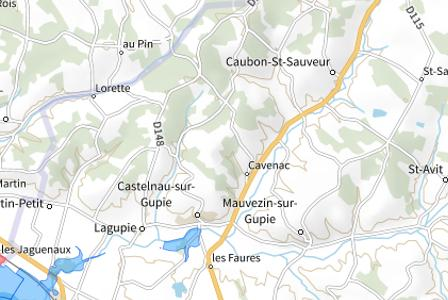 D115
au Pin
Caubon-St-Sauveur
St-Sa
Lorette
D148
Cavenac
St-Avit
Martin
Castelnau-sur-
Gupie
tin-Petit
Mauvezin-sur-
Gupie
Lagupie
les Jaguenaux
les Faures